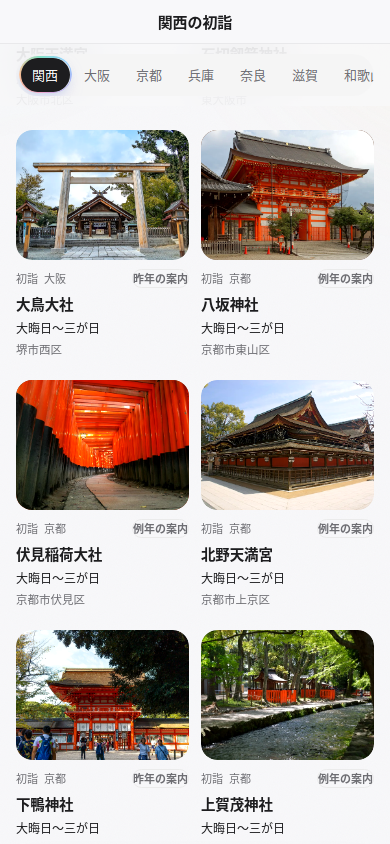 関西の初詣
関西 大阪 京都 兵庫 奈良 滋賀 和歌山
初詣 大阪 昨年の案内
大鳥大社
大晦日〜三が日
堺市西区
初詣 京都 例年の案内
八坂神社
大晦日〜三が日
京都市東山区
初詣 京都 例年の案内
伏見稲荷大社
大晦日〜三が日
京都市伏見区
初詣 京都 例年の案内
北野天満宮
大晦日〜三が日
京都市上京区
初詣 京都 昨年の案内
下鴨神社
大晦日〜三が日
初詣 京都 例年の案内
上賀茂神社
大晦日〜三が日